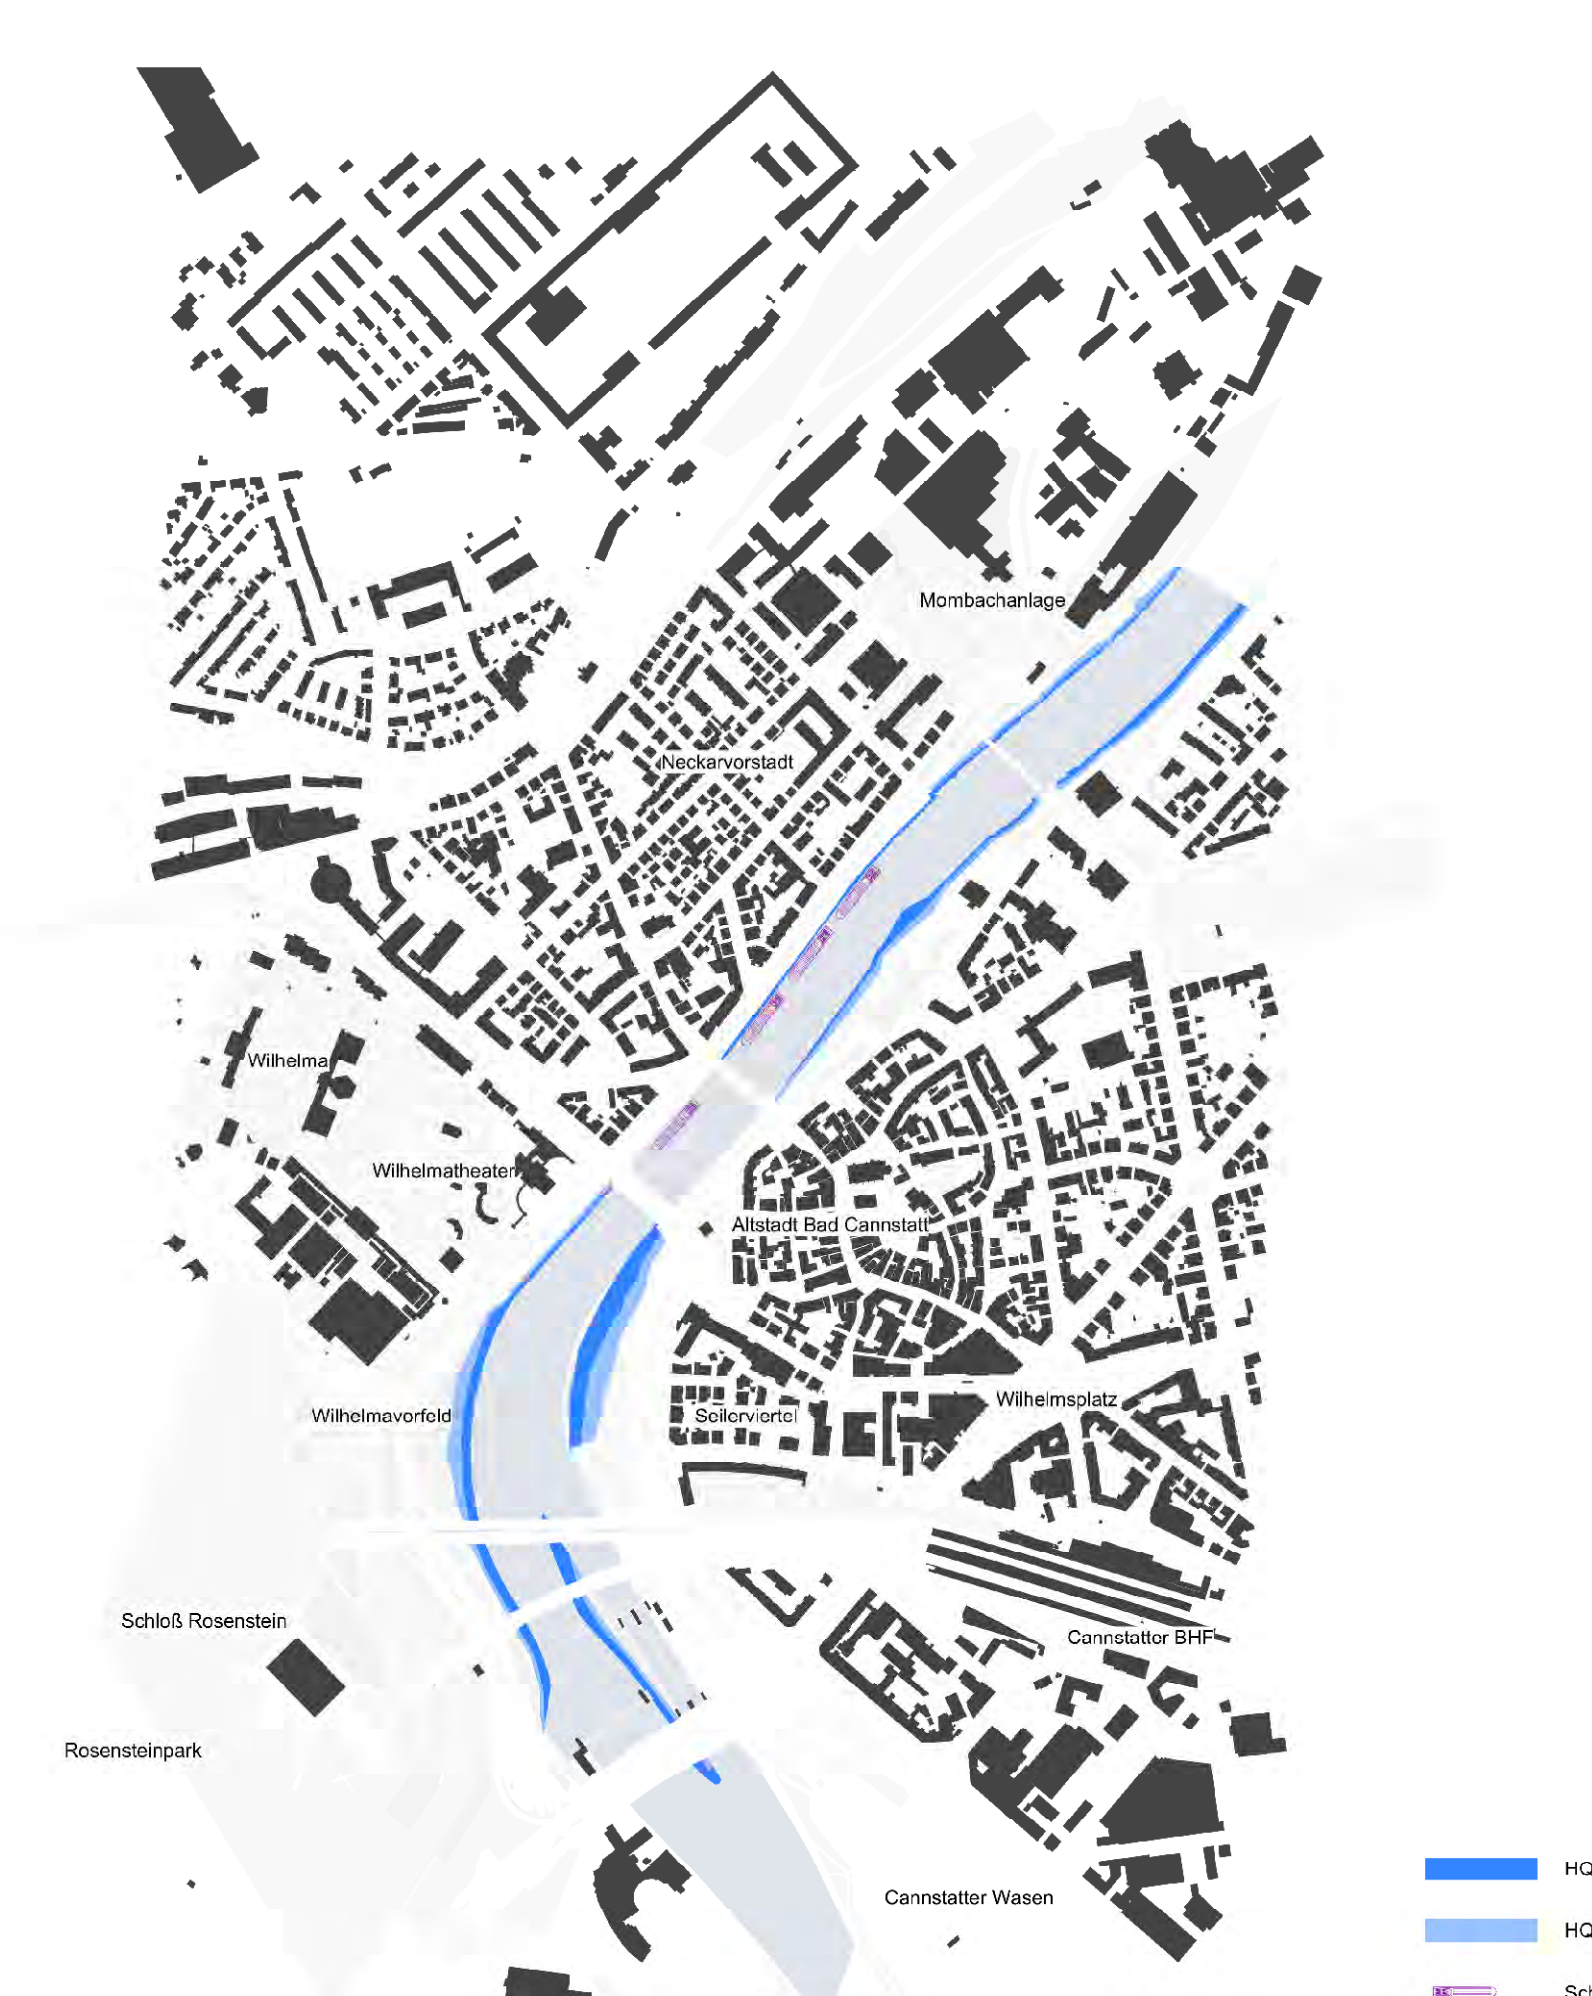 Mombachanlage
Neckarvorstadt
Wilhelma
Wilhelmatheater
Altstadt Bad Cannstatt
Wilhelmsplatz
Wilhelmavorfeld
Seilerviertel
Schloß Rosenstein
Cannstatter BHF
Rosensteinpark
HQ
Cannstatter Wasen
HQ
Sch